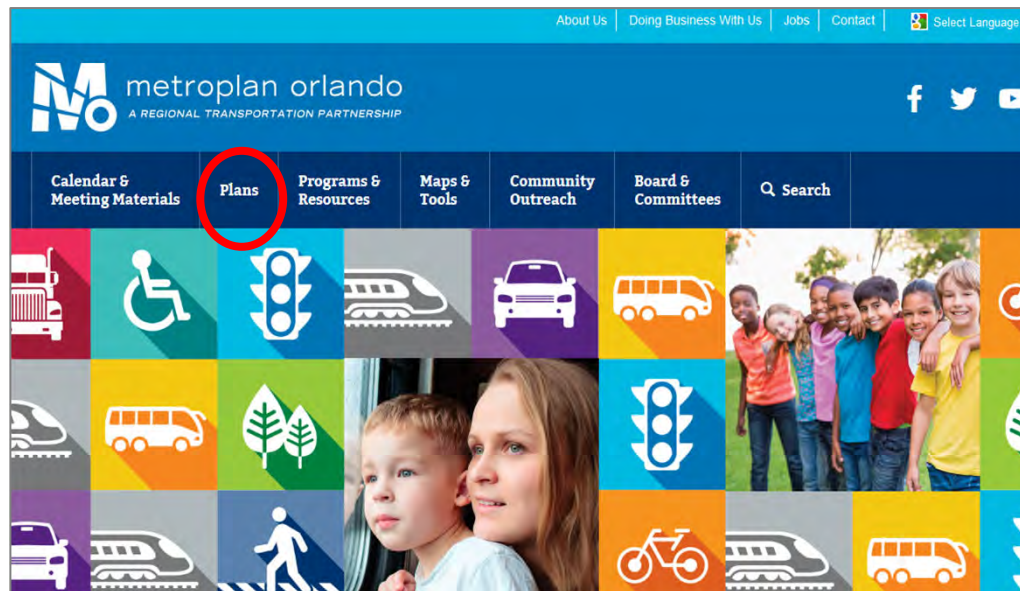 About Us Doing Business With Us Jobs Contact Select Language
metroplan orlando
A REGIONAL TRANSPORTATION PARTNERSHIP
Calendar & Meeting Materials
Plans
Programs & Resources
Maps & Tools
Community Outreach
Board & Committees
Search